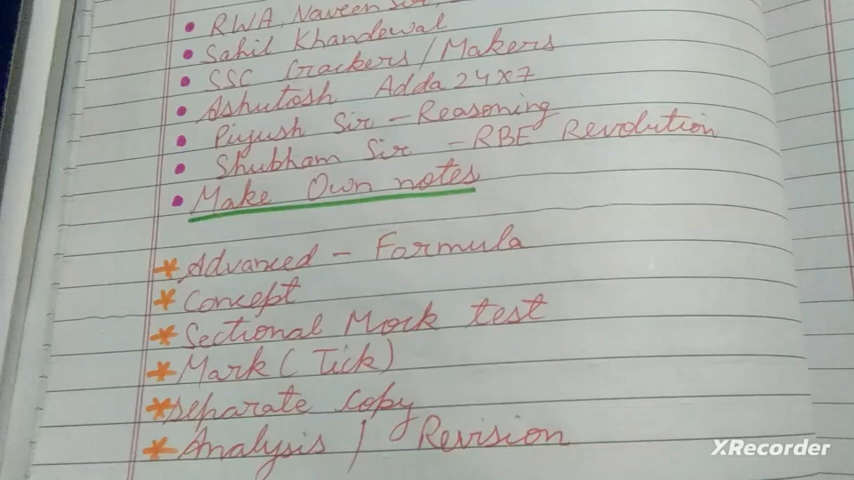 • RWA, Naveen Sir,
• Sahil Khandewal
• SSC Crackers/Makers
• Ashutosh Adda 24x7
• Piyush Sir - Reasoning
• Shubham Sir - RBE Revolution
• Make Own notes
* Advanced - Formula
* Concept
* Sectional Mock test
* Mark (Tick)
* Separate copy
* Analysis / Revision
XRecorder